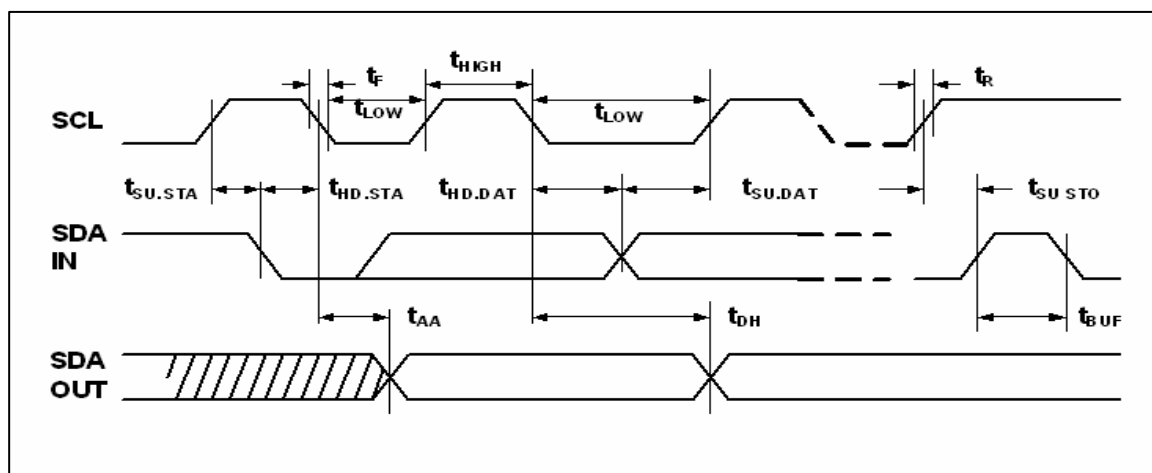 tF
tHIGH
tR
SCL
tLOW
tLOW
tSU.STA
tHD.STA
tHD.DAT
tSU.DAT
tSU STO
SDA
IN
tAA
tDH
tBUF
SDA
OUT